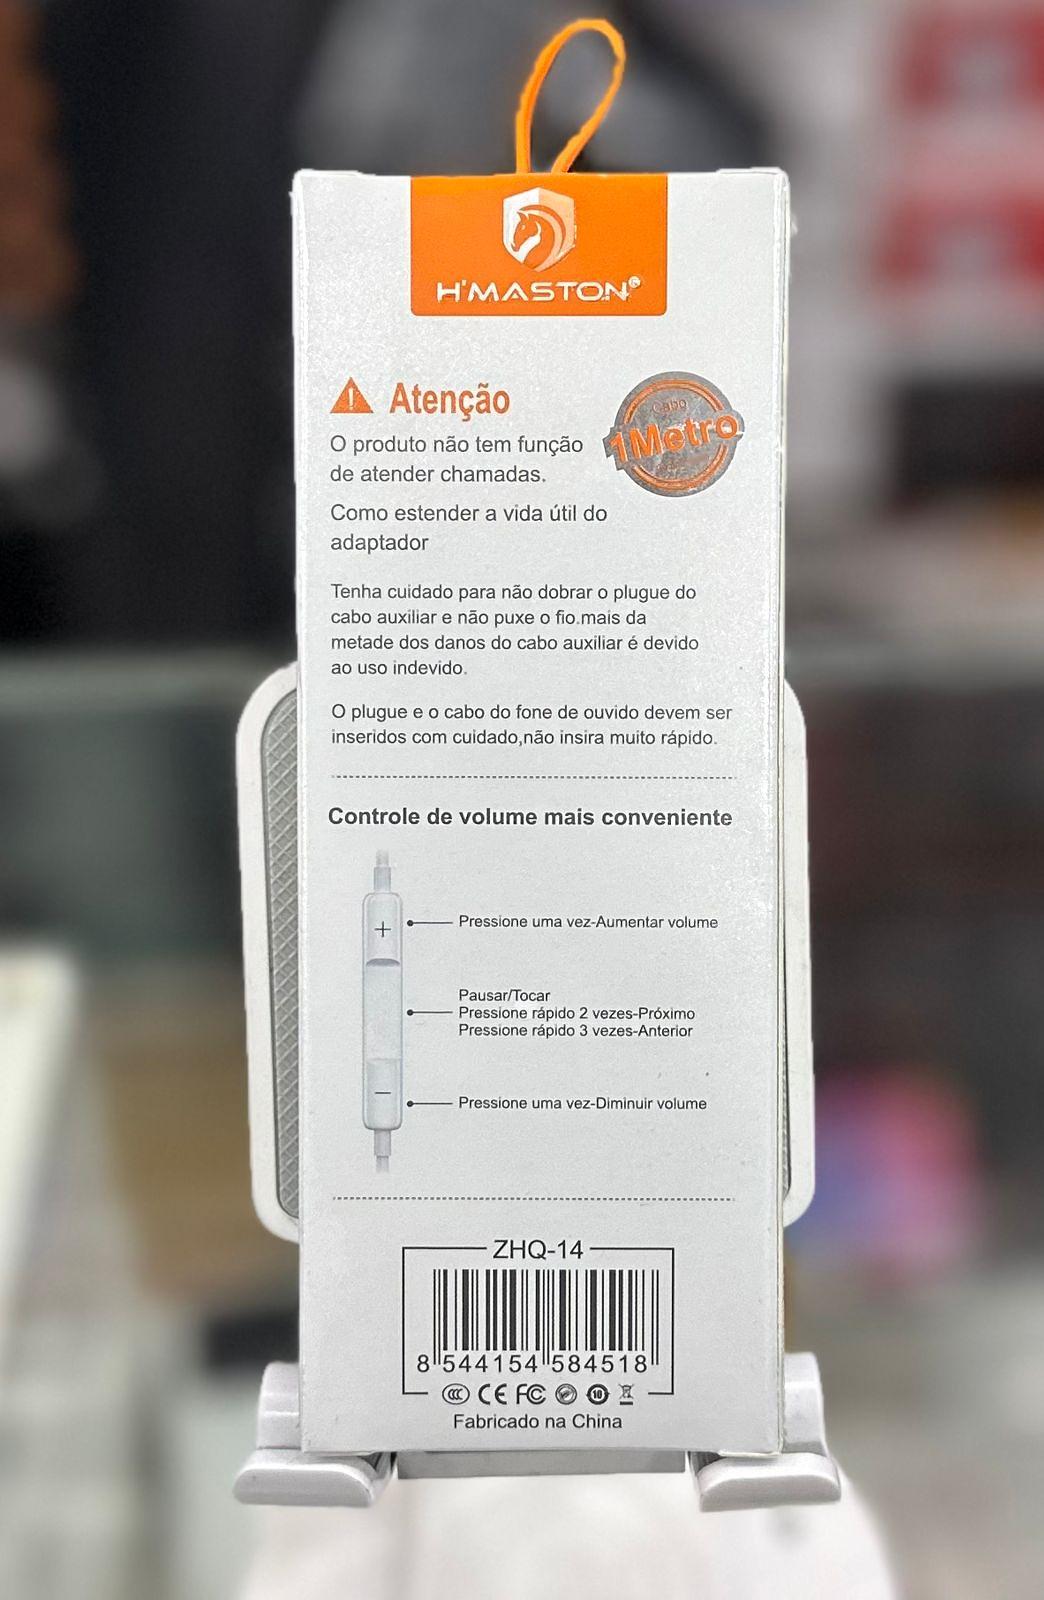 H'MASTON®
Atenção
Cabo
1Metro
O produto não tem função
de atender chamadas.
Como estender a vida útil do
adaptador
Tenha cuidado para não dobrar o plugue do
cabo auxiliar e não puxe o fio.mais da
metade dos danos do cabo auxiliar é devido
ao uso indevido.
O plugue e o cabo do fone de ouvido devem ser
inseridos com cuidado,não insira muito rápido.
Controle de volume mais conveniente
+
Pressione uma vez-Aumentar volume
Pausar/Tocar
Pressione rápido 2 vezes-Próximo
Pressione rápido 3 vezes-Anterior
−
Pressione uma vez-Diminuir volume
ZHQ-14
8 544154 584518
CCC CE FC 10
Fabricado na China